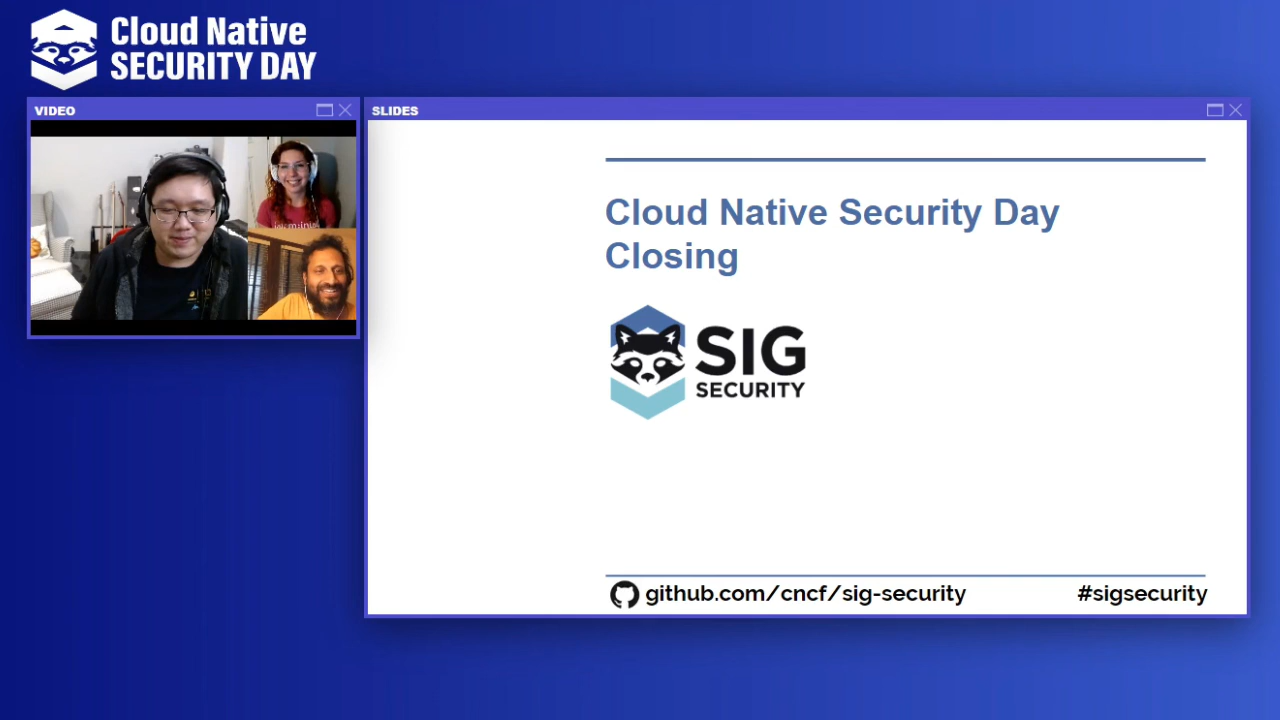 Cloud Native
SECURITY DAY
VIDEO
SLIDES
Cloud Native Security Day
Closing
SIG
SECURITY
github.com/cncf/sig-security
#sigsecurity